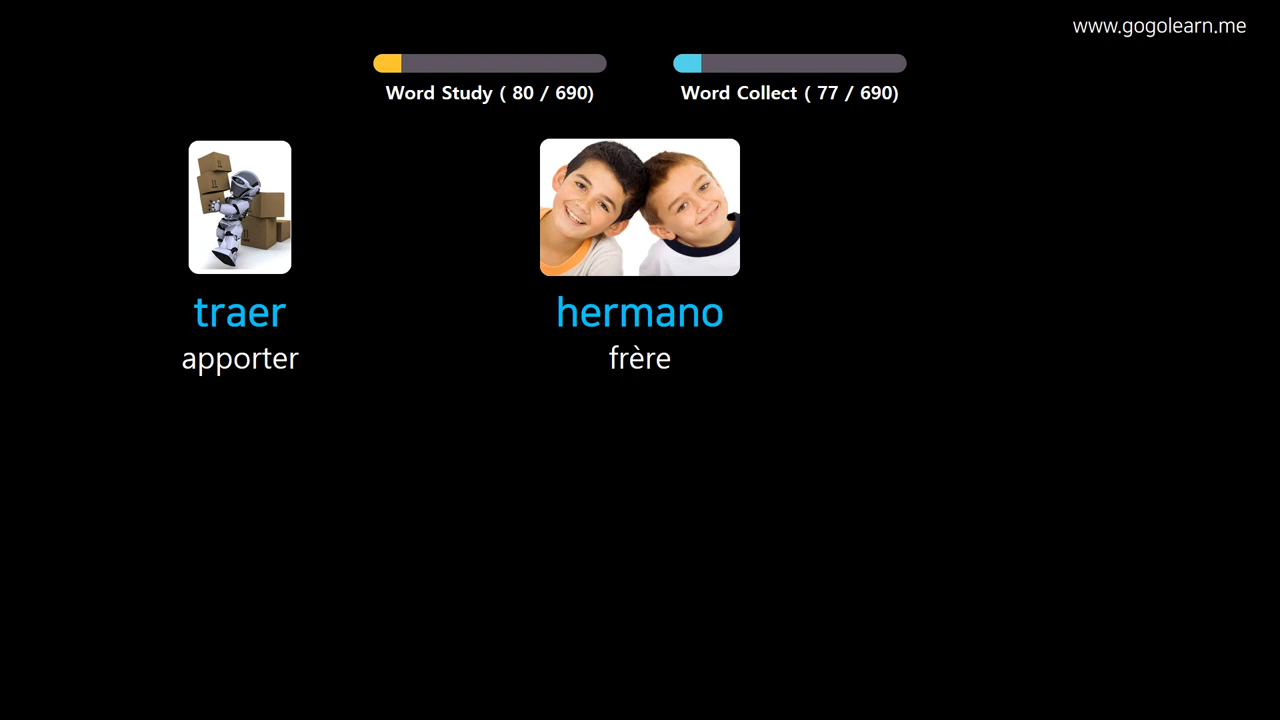 www.gogolearn.me
Word Study ( 80 / 690)
Word Collect ( 77 / 690)
traer
apporter
hermano
frère